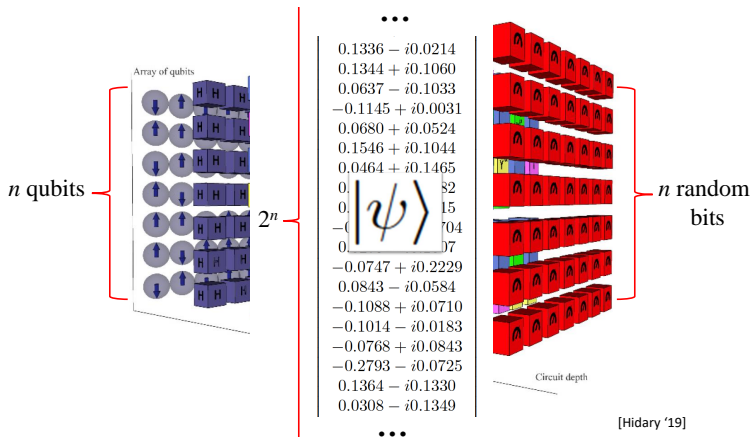 Array of qubits
n qubits
2^n
...
0.1336 − i0.0214
0.1344 + i0.1060
0.0637 − i0.1033
−0.1145 + i0.0031
0.0680 + i0.0524
0.1546 + i0.1044
0.0464 + i0.1465
|ψ⟩
−0.0747 + i0.2229
0.0843 − i0.0584
−0.1088 + i0.0710
−0.1014 − i0.0183
−0.0768 + i0.0843
−0.2793 − i0.0725
0.1364 − i0.1330
0.0308 − i0.1349
...
n random
bits
Circuit depth
[Hidary ‘19]